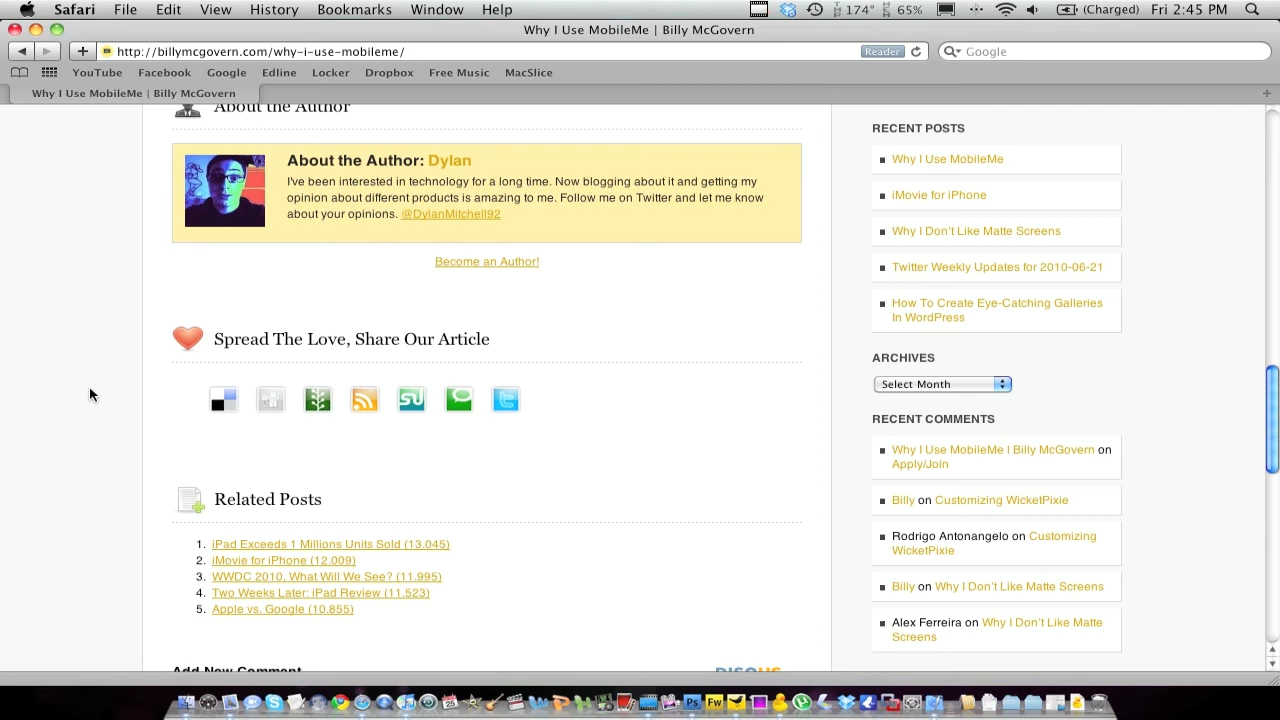 Safari File Edit View History Bookmarks Window Help 174° 65% (Charged) Fri 2:45 PM
Why I Use MobileMe | Billy McGovern
http://billymcgovern.com/why-i-use-mobileme/ Reader Google
YouTube Facebook Google Edline Locker Dropbox Free Music MacSlice
Why I Use MobileMe | Billy McGovern
About the Author
About the Author: Dylan
I've been interested in technology for a long time. Now blogging about it and getting my
opinion about different products is amazing to me. Follow me on Twitter and let me know
about your opinions. @DylanMitchell92
Become an Author!
Spread The Love, Share Our Article
Related Posts
1. iPad Exceeds 1 Millions Units Sold (13.045)
2. iMovie for iPhone (12.009)
3. WWDC 2010, What Will We See? (11.995)
4. Two Weeks Later: iPad Review (11.523)
5. Apple vs. Google (10.855)
Add New Comment DISQUS
RECENT POSTS
Why I Use MobileMe
iMovie for iPhone
Why I Don't Like Matte Screens
Twitter Weekly Updates for 2010-06-21
How To Create Eye-Catching Galleries
In WordPress
ARCHIVES
Select Month
RECENT COMMENTS
Why I Use MobileMe | Billy McGovern on
Apply/Join
Billy on Customizing WicketPixie
Rodrigo Antonangelo on Customizing
WicketPixie
Billy on Why I Don't Like Matte Screens
Alex Ferreira on Why I Don't Like Matte
Screens
Ps Fw